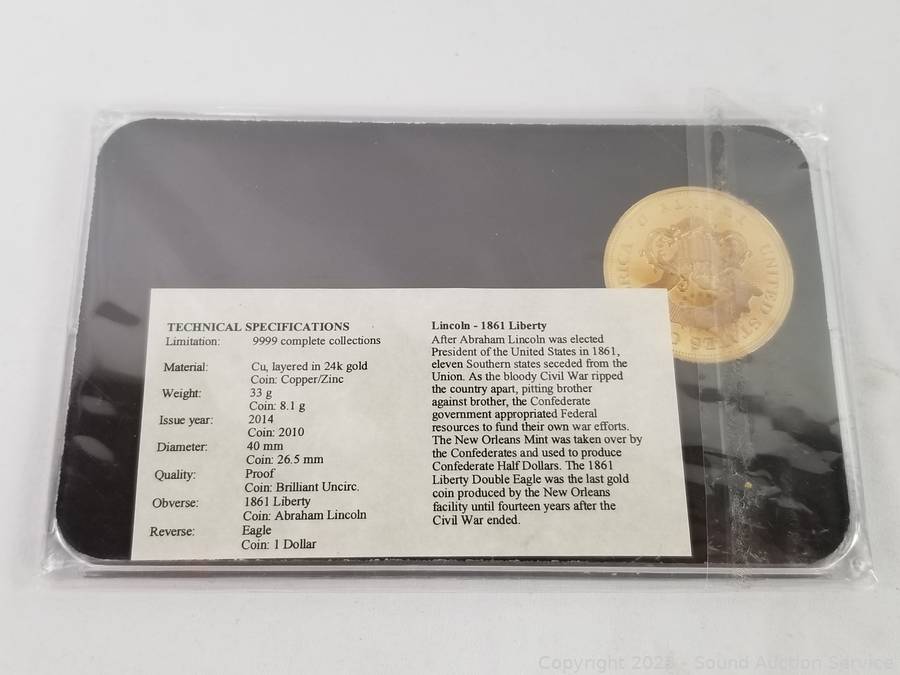 TECHNICAL SPECIFICATIONS
Limitation: 9999 complete collections
Material: Cu, layered in 24k gold
Coin: Copper/Zinc
Weight: 33 g
Coin: 8.1 g
Issue year: 2014
Coin: 2010
Diameter: 40 mm
Coin: 26.5 mm
Quality: Proof
Coin: Brilliant Uncirc.
Obverse: 1861 Liberty
Coin: Abraham Lincoln
Reverse: Eagle
Coin: 1 Dollar
Lincoln - 1861 Liberty
After Abraham Lincoln was elected
President of the United States in 1861,
eleven Southern states seceded from the
Union. As the bloody Civil War ripped
the country apart, pitting brother
against brother, the Confederate
government appropriated Federal
resources to fund their own war efforts.
The New Orleans Mint was taken over by
the Confederates and used to produce
Confederate Half Dollars. The 1861
Liberty Double Eagle was the last gold
coin produced by the New Orleans
facility until fourteen years after the
Civil War ended.
UNITED
Copyright - Sound Auction Service